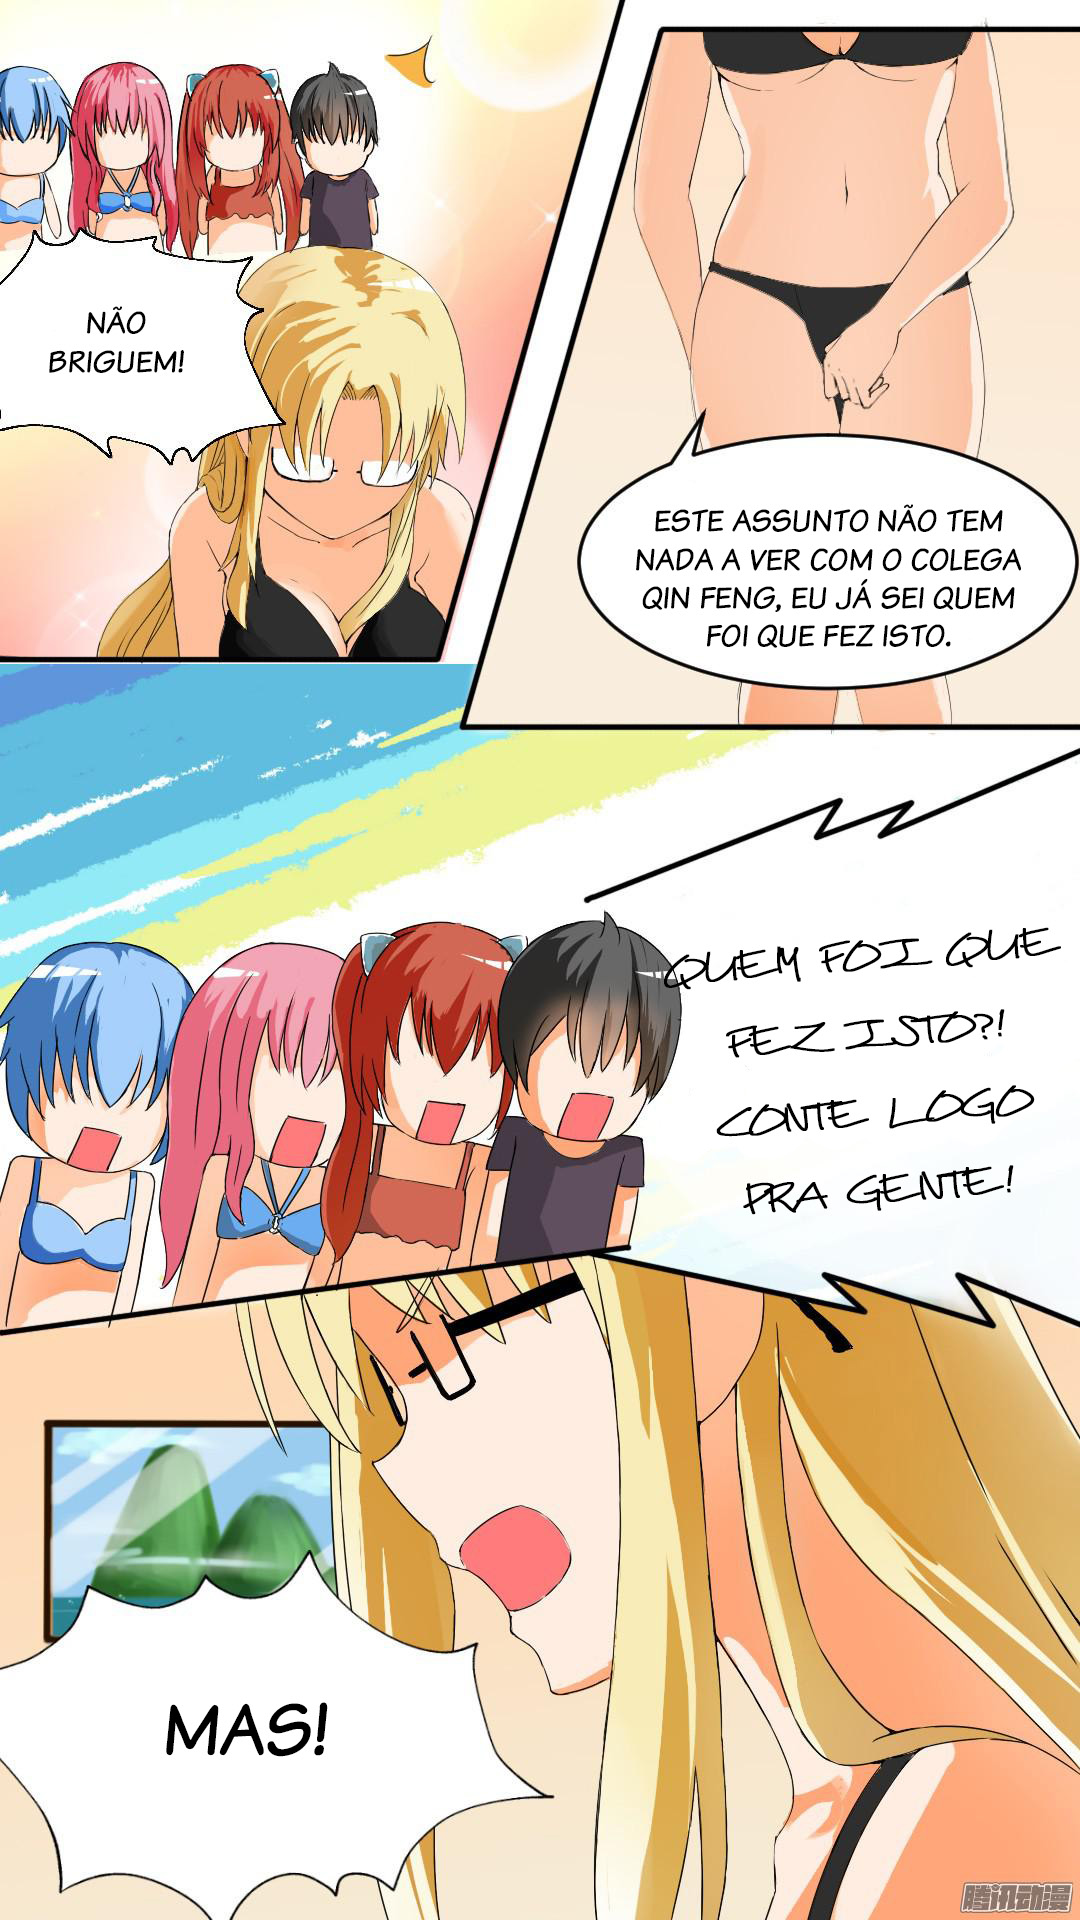 NÃO
BRIGUEM!
ESTE ASSUNTO NÃO TEM
NADA A VER COM O COLEGA
QIN FENG, EU JÁ SEI QUEM
FOI QUE FEZ ISTO.
QUEM FOI QUE
FEZ ISTO?!
CONTE LOGO
PRA GENTE!
MAS!
腾讯动漫